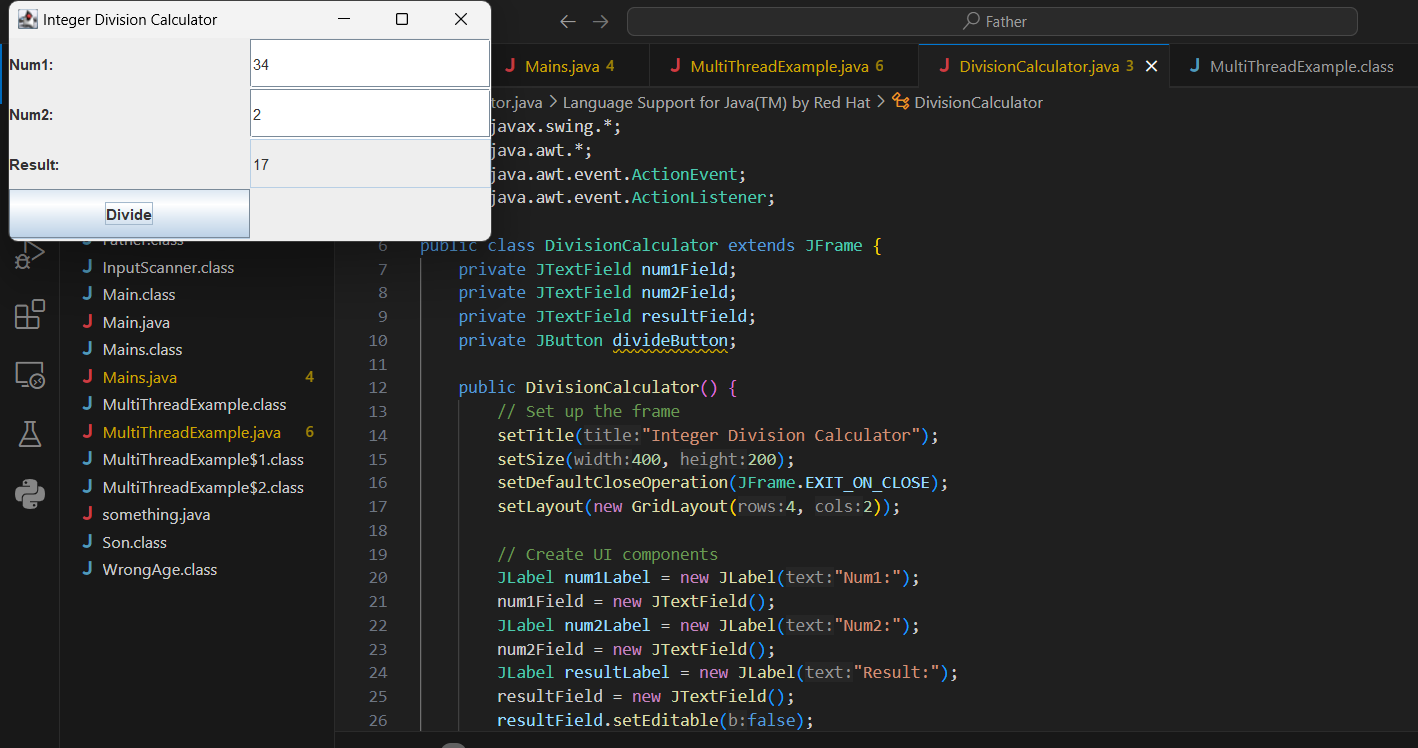 Integer Division Calculator
Num1:
34
Num2:
2
Result:
17
Divide
Father
Mains.java 4
MultiThreadExample.java 6
DivisionCalculator.java 3
MultiThreadExample.class
tor.java > Language Support for Java(TM) by Red Hat > DivisionCalculator
Father.class
InputScanner.class
Main.class
Main.java
Mains.class
Mains.java 4
MultiThreadExample.class
MultiThreadExample.java 6
MultiThreadExample$1.class
MultiThreadExample$2.class
something.java
Son.class
WrongAge.class
javax.swing.*;
java.awt.*;
java.awt.event.ActionEvent;
java.awt.event.ActionListener;
6 public class DivisionCalculator extends JFrame {
7 private JTextField num1Field;
8 private JTextField num2Field;
9 private JTextField resultField;
10 private JButton divideButton;
11
12 public DivisionCalculator() {
13 // Set up the frame
14 setTitle(title:"Integer Division Calculator");
15 setSize(width:400, height:200);
16 setDefaultCloseOperation(JFrame.EXIT_ON_CLOSE);
17 setLayout(new GridLayout(rows:4, cols:2));
18
19 // Create UI components
20 JLabel num1Label = new JLabel(text:"Num1:");
21 num1Field = new JTextField();
22 JLabel num2Label = new JLabel(text:"Num2:");
23 num2Field = new JTextField();
24 JLabel resultLabel = new JLabel(text:"Result:");
25 resultField = new JTextField();
26 resultField.setEditable(b:false);